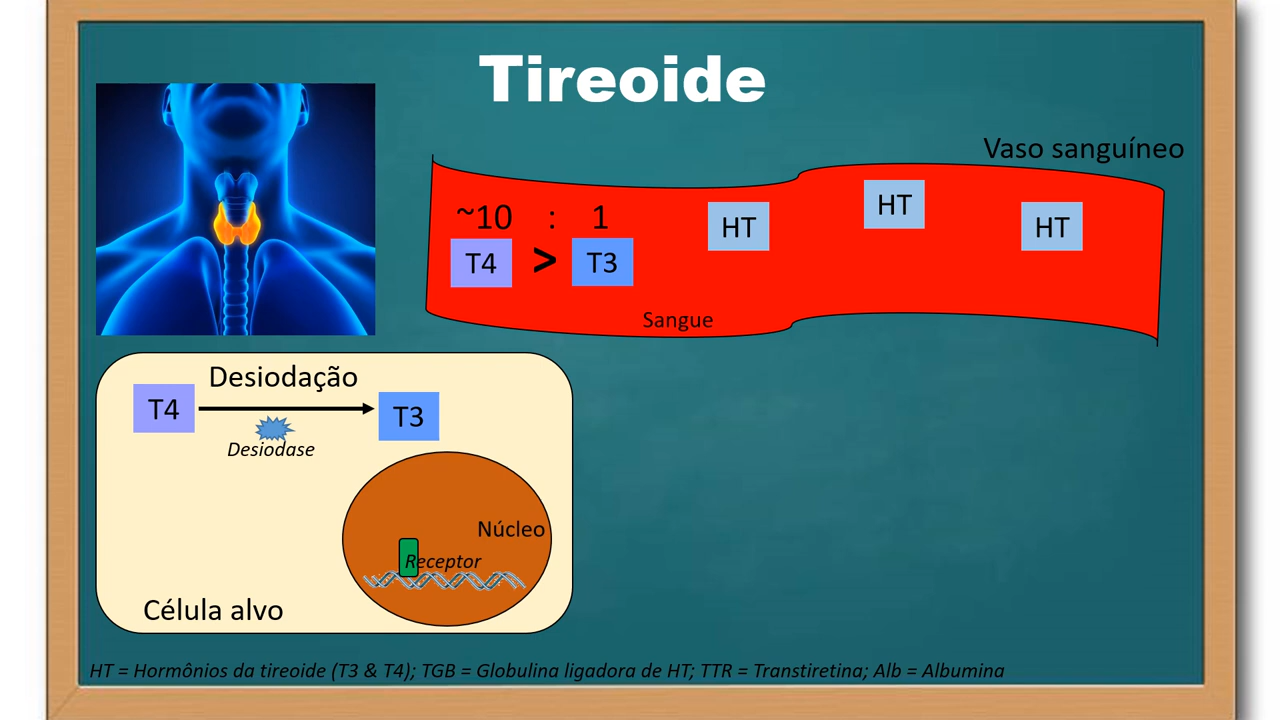 Tireoide
Vaso sanguíneo
~10 : 1
T4 > T3
HT
HT
HT
Sangue
Desiodação
T4
T3
Desiodase
Núcleo
Receptor
Célula alvo
HT = Hormônios da tireoide (T3 & T4); TGB = Globulina ligadora de HT; TTR = Transtiretina; Alb = Albumina